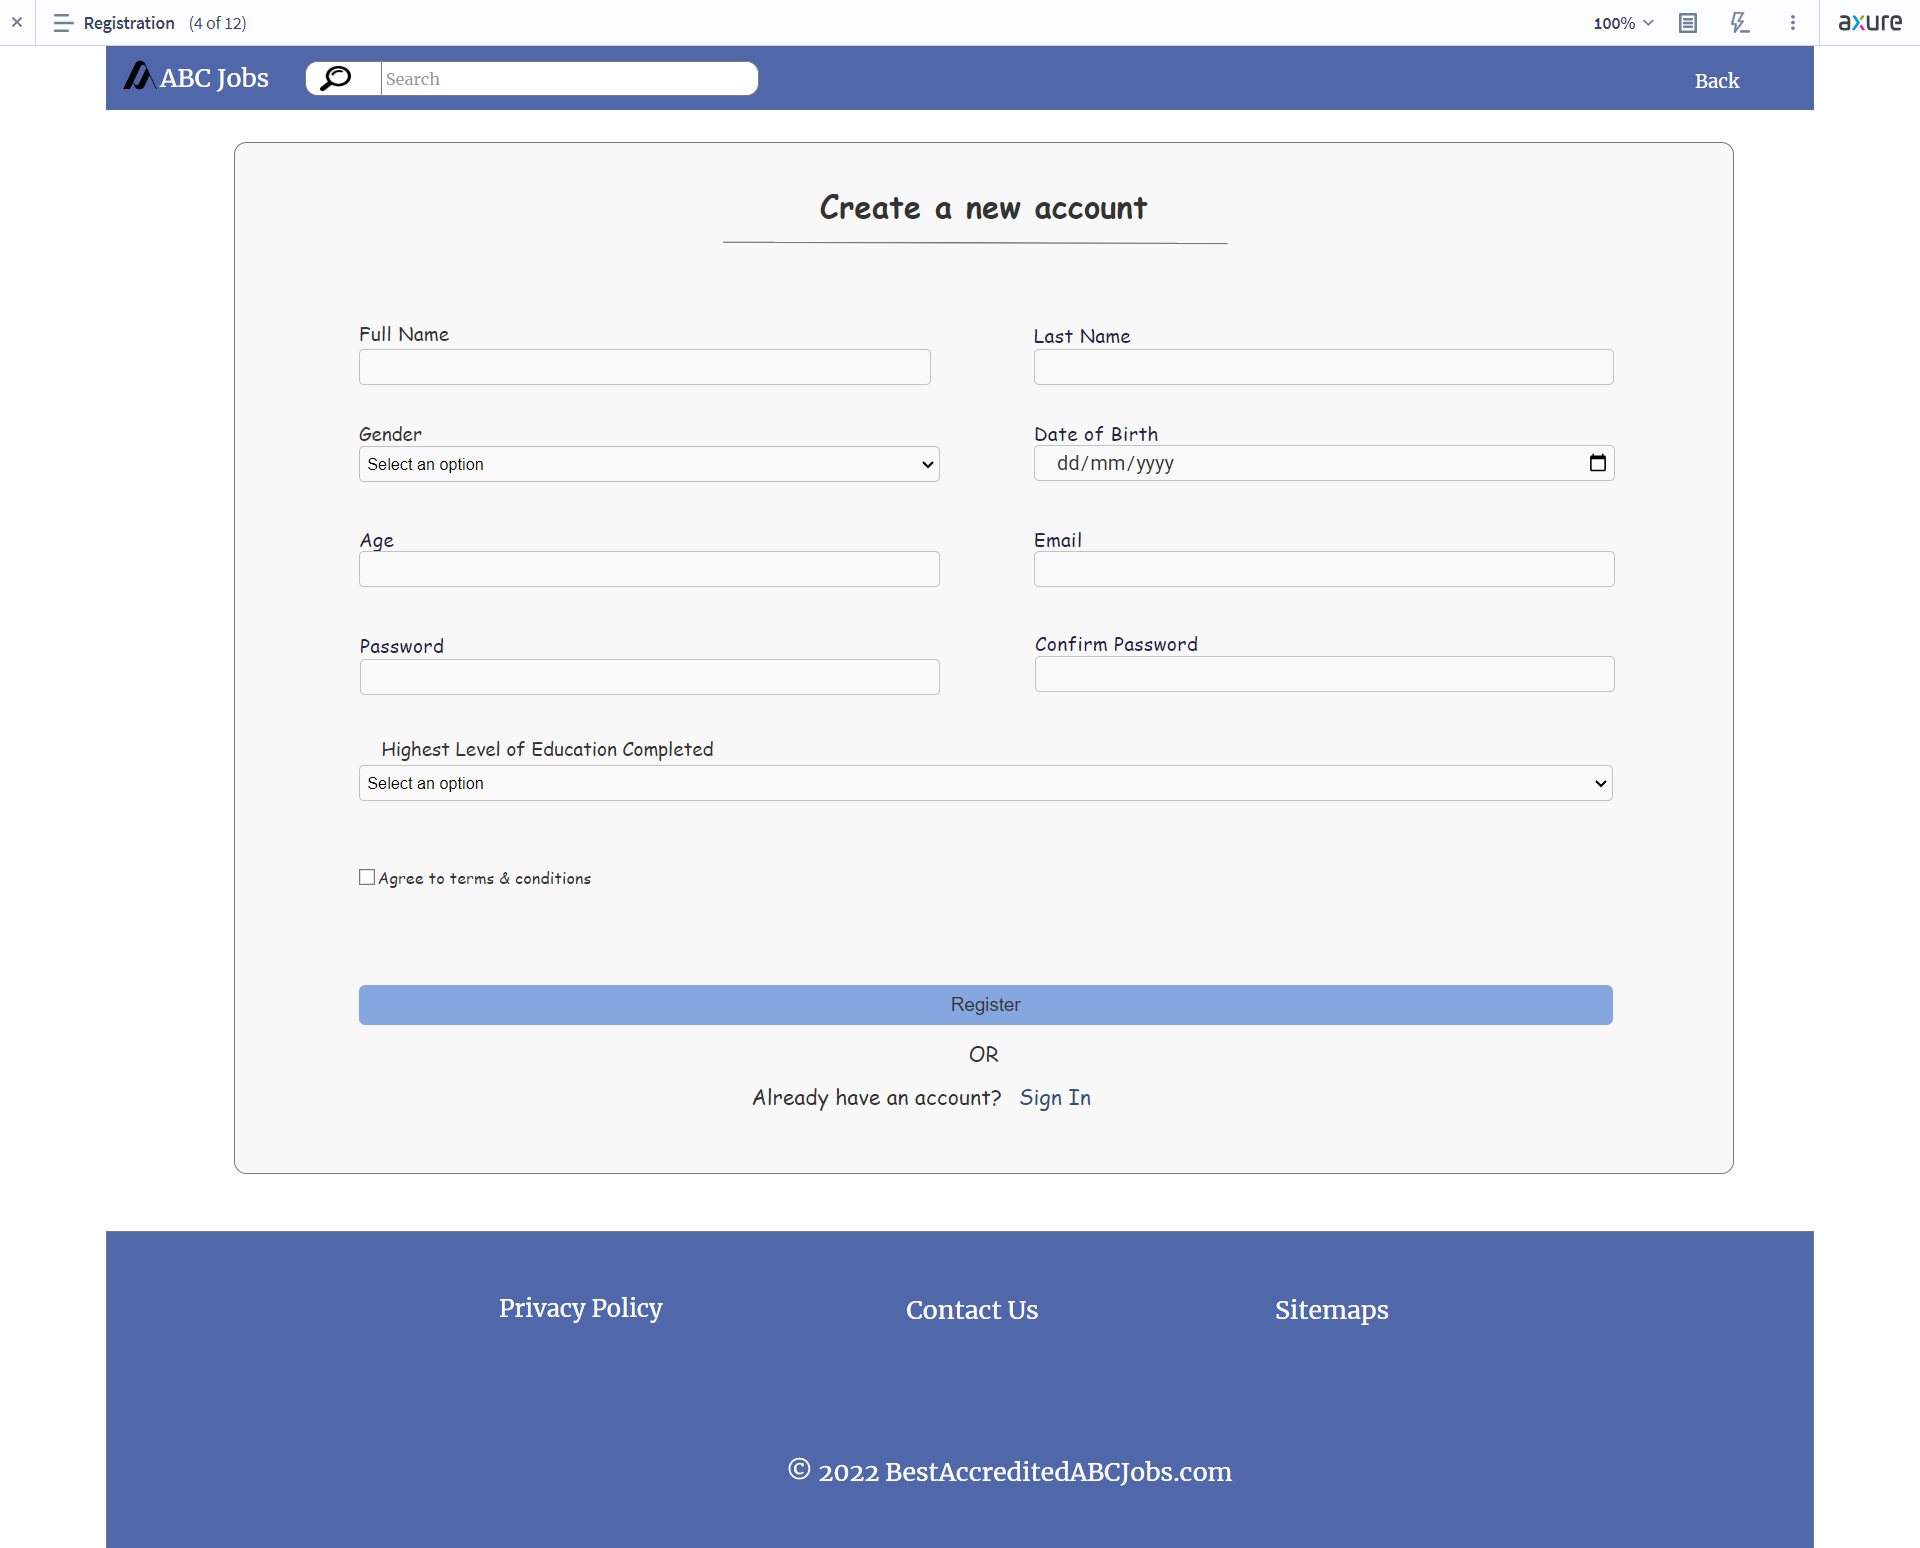 Registration (4 of 12)
100%
axure
ABC Jobs
Search
Back
Create a new account
Full Name
Last Name
Gender
Date of Birth
Select an option
dd/mm/yyyy
Age
Email
Password
Confirm Password
Highest Level of Education Completed
Select an option
Agree to terms & conditions
Register
OR
Already have an account? Sign In
Privacy Policy
Contact Us
Sitemaps
© 2022 BestAccreditedABCJobs.com